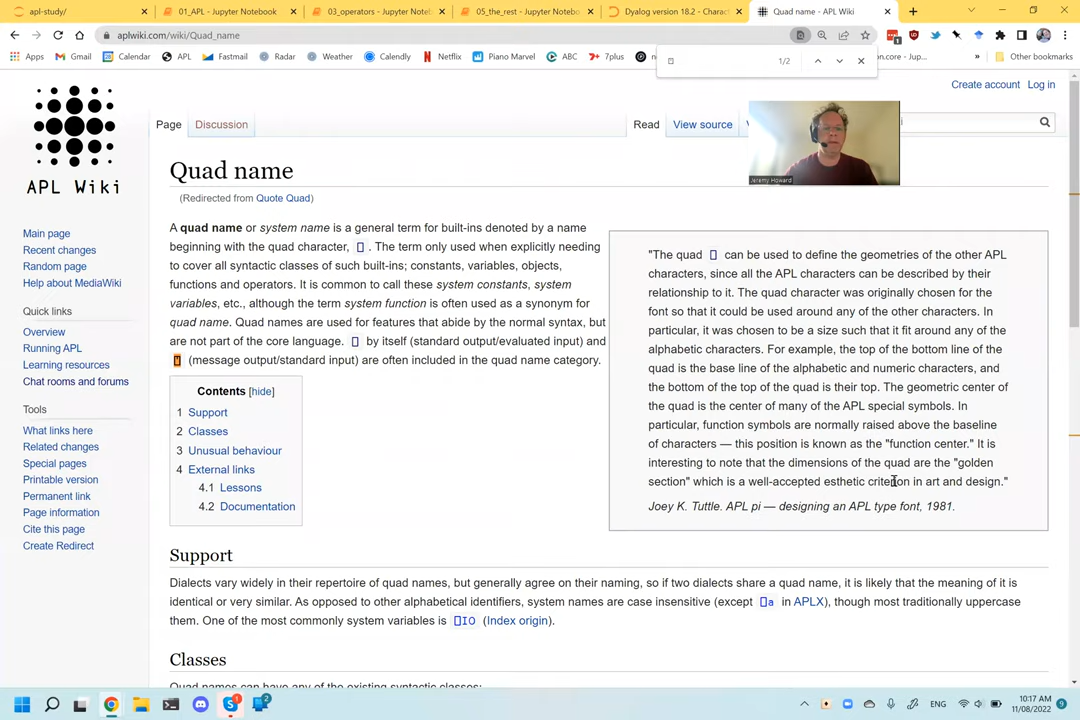 apl-study/
01_APL - Jupyter Notebook
03_operators - Jupyter Notebo
05_the_rest - Jupyter Notebo
Dyalog version 18.2 - Charac
Quad name - APL Wiki
aplwiki.com/wiki/Quad_name
Apps
Gmail
Calendar
APL
Fastmail
Radar
Weather
Calendly
Netflix
Piano Marvel
ABC
7plus
n
an.core - Jup...
»
Other bookmarks
⍞
1/2
Create account
Log in
APL WIKI
Page
Discussion
Read
View source
Jeremy Howard
Quad name
(Redirected from Quote Quad)
Main page
Recent changes
Random page
Help about MediaWiki
Quick links
Overview
Running APL
Learning resources
Chat rooms and forums
Tools
What links here
Related changes
Special pages
Printable version
Permanent link
Page information
Cite this page
Create Redirect
A quad name or system name is a general term for built-ins denoted by a name
beginning with the quad character, ⎕ . The term only used when explicitly needing
to cover all syntactic classes of such built-ins; constants, variables, objects,
functions and operators. It is common to call these system constants, system
variables, etc., although the term system function is often used as a synonym for
quad name. Quad names are used for features that abide by the normal syntax, but
are not part of the core language. ⎕ by itself (standard output/evaluated input) and
⍞ (message output/standard input) are often included in the quad name category.
"The quad ⎕ can be used to define the geometries of the other APL
characters, since all the APL characters can be described by their
relationship to it. The quad character was originally chosen for the
font so that it could be used around any of the other characters. In
particular, it was chosen to be a size such that it fit around any of the
alphabetic characters. For example, the top of the bottom line of the
quad is the base line of the alphabetic and numeric characters, and
the bottom of the top of the quad is their top. The geometric center of
the quad is the center of many of the APL special symbols. In
particular, function symbols are normally raised above the baseline
of characters — this position is known as the "function center." It is
interesting to note that the dimensions of the quad are the "golden
section" which is a well-accepted esthetic criterion in art and design."
Joey K. Tuttle. APL pi — designing an APL type font, 1981.
Contents [hide]
1 Support
2 Classes
3 Unusual behaviour
4 External links
4.1 Lessons
4.2 Documentation
Support
Dialects vary widely in their repertoire of quad names, but generally agree on their naming, so if two dialects share a quad name, it is likely that the meaning of it is
identical or very similar. As opposed to other alphabetical identifiers, system names are case insensitive (except ⎕a in APLX), though most traditionally uppercase
them. One of the most commonly system variables is ⎕IO (Index origin).
Classes
Quad names can have any of the existing syntactic classes:
ENG
10:17 AM
11/08/2022